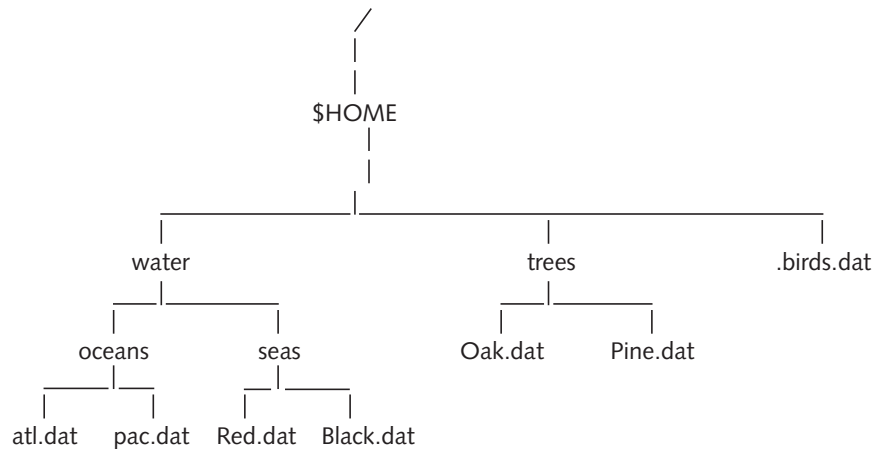 /
$HOME
water trees .birds.dat
oceans seas Oak.dat Pine.dat
atl.dat pac.dat Red.dat Black.dat